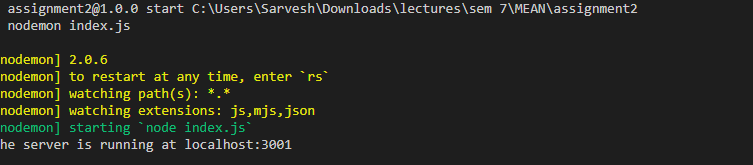 assignment2@1.0.0 start C:\Users\Sarvesh\Downloads\lectures\sem 7\MEAN\assignment2
nodemon index.js
nodemon] 2.0.6
nodemon] to restart at any time, enter `rs`
nodemon] watching path(s): *.*
nodemon] watching extensions: js,mjs,json
nodemon] starting `node index.js`
he server is running at localhost:3001